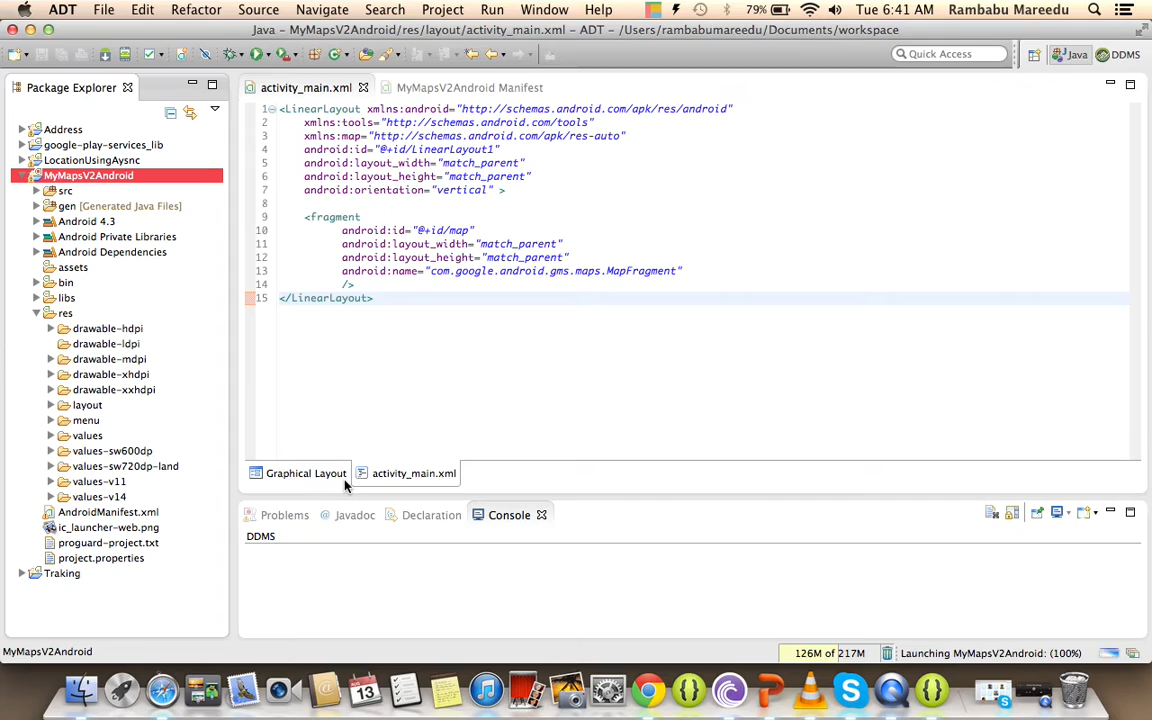 ADT File Edit Refactor Source Navigate Search Project Run Window Help 79% Tue 6:41 AM Rambabu Mareedu
Java - MyMapsV2Android/res/layout/activity_main.xml - ADT - /Users/rambabumareedu/Documents/workspace
Quick Access Java DDMS
Package Explorer
activity_main.xml MyMapsV2Android Manifest
Address
google-play-services_lib
LocationUsingAysnc
MyMapsV2Android
src
gen [Generated Java Files]
Android 4.3
Android Private Libraries
Android Dependencies
assets
bin
libs
res
drawable-hdpi
drawable-ldpi
drawable-mdpi
drawable-xhdpi
drawable-xxhdpi
layout
menu
values
values-sw600dp
values-sw720dp-land
values-v11
values-v14
AndroidManifest.xml
ic_launcher-web.png
proguard-project.txt
project.properties
Traking
1 <LinearLayout xmlns:android="http://schemas.android.com/apk/res/android"
2 xmlns:tools="http://schemas.android.com/tools"
3 xmlns:map="http://schemas.android.com/apk/res-auto"
4 android:id="@+id/LinearLayout1"
5 android:layout_width="match_parent"
6 android:layout_height="match_parent"
7 android:orientation="vertical" >
8
9 <fragment
10 android:id="@+id/map"
11 android:layout_width="match_parent"
12 android:layout_height="match_parent"
13 android:name="com.google.android.gms.maps.MapFragment"
14 />
15 </LinearLayout>
Graphical Layout activity_main.xml
Problems @ Javadoc Declaration Console
DDMS
MyMapsV2Android 126M of 217M Launching MyMapsV2Android: (100%)
13